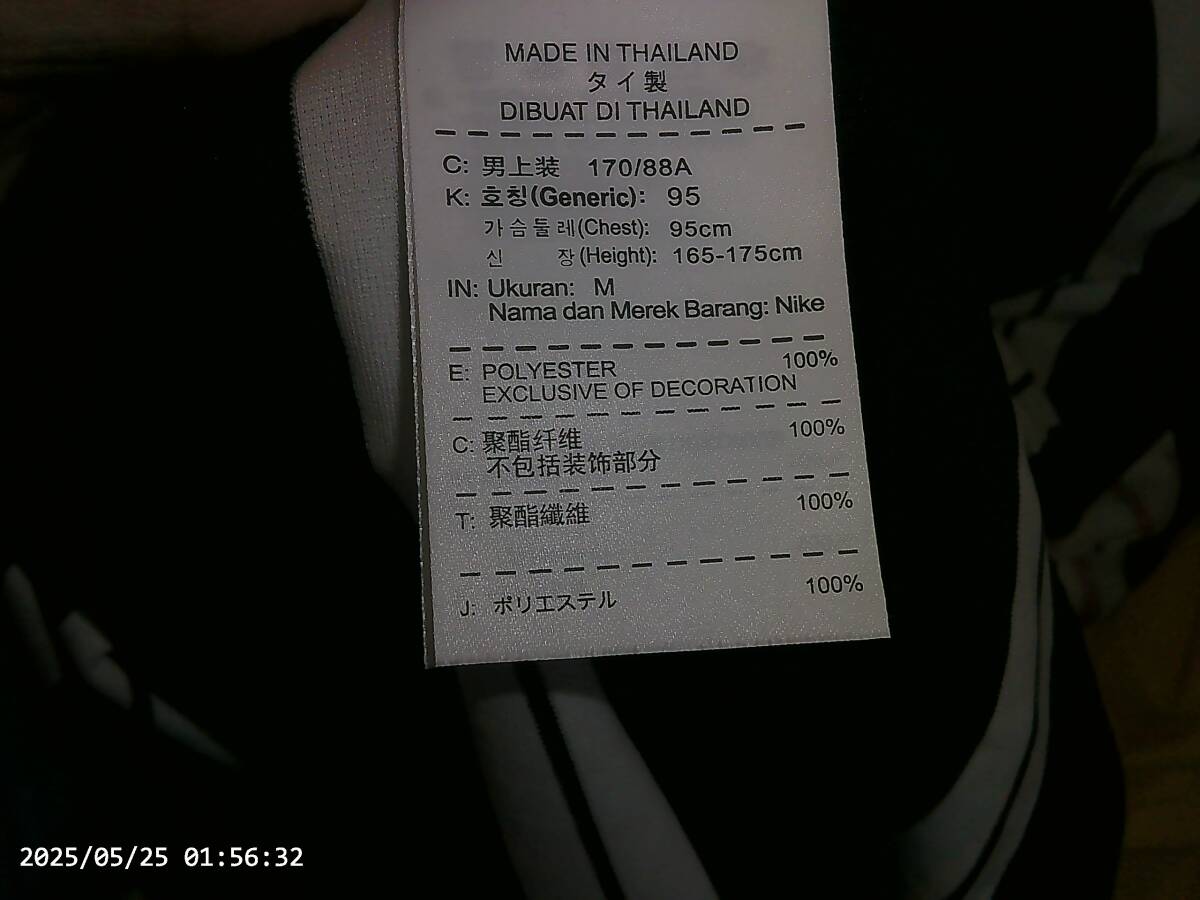 MADE IN THAILAND
タイ製
DIBUAT DI THAILAND
C: 男上装 170/88A
K: 호칭(Generic): 95
가슴둘레(Chest): 95cm
신 장(Height): 165-175cm
IN: Ukuran: M
Nama dan Merek Barang: Nike
E: POLYESTER 100%
EXCLUSIVE OF DECORATION
C: 聚酯纤维 100%
不包括装饰部分
T: 聚酯纖維 100%
J: ポリエステル 100%
2025/05/25 01:56:32